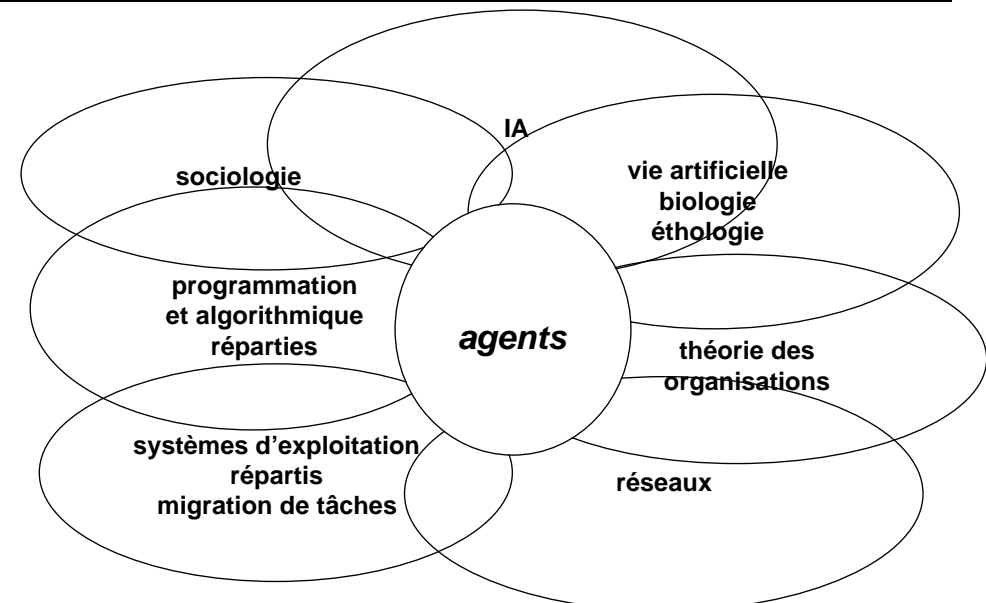 IA
sociologie
vie artificielle
biologie
éthologie
programmation
et algorithmique
réparties
agents
théorie des
organisations
systèmes d'exploitation
répartis
migration de tâches
réseaux